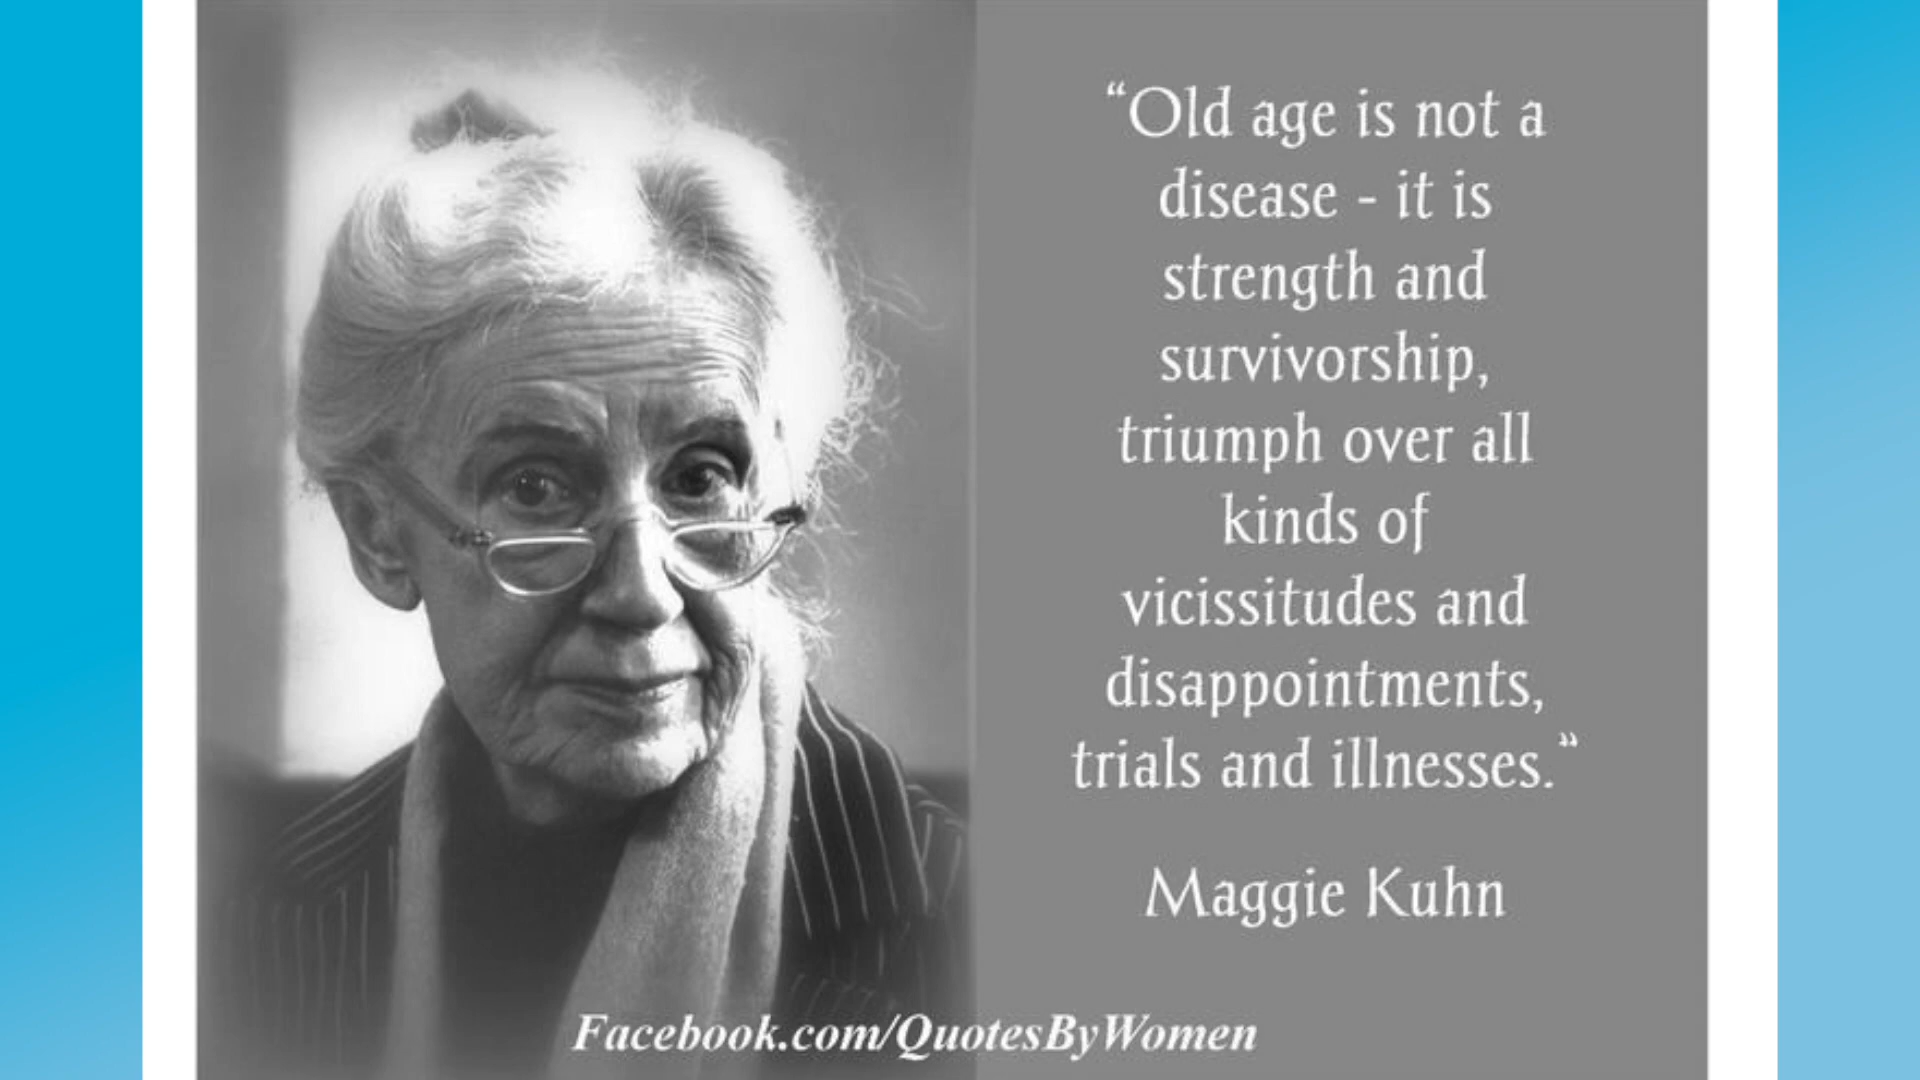 “Old age is not a
disease - it is
strength and
survivorship,
triumph over all
kinds of
vicissitudes and
disappointments,
trials and illnesses.”
Maggie Kuhn
Facebook.com/QuotesByWomen